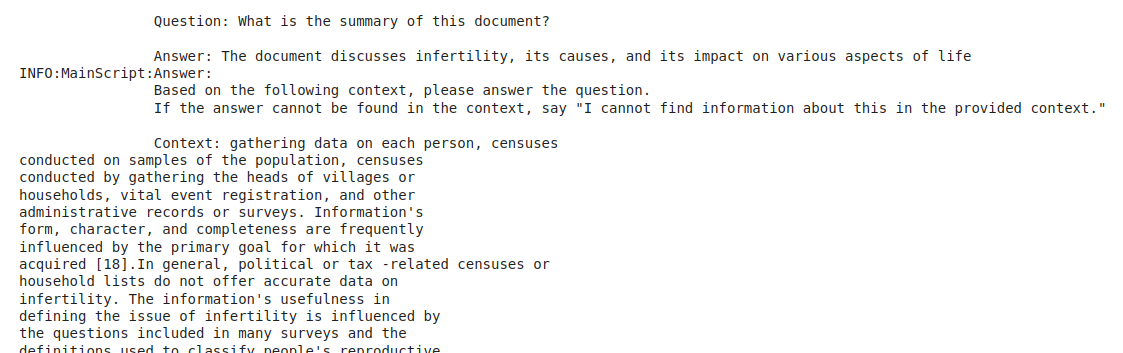 Question: What is the summary of this document?
Answer: The document discusses infertility, its causes, and its impact on various aspects of life
INFO:MainScript:Answer:
Based on the following context, please answer the question.
If the answer cannot be found in the context, say "I cannot find information about this in the provided context."
Context: gathering data on each person, censuses
conducted on samples of the population, censuses
conducted by gathering the heads of villages or
households, vital event registration, and other
administrative records or surveys. Information's
form, character, and completeness are frequently
influenced by the primary goal for which it was
acquired [18].In general, political or tax -related censuses or
household lists do not offer accurate data on
infertility. The information's usefulness in
defining the issue of infertility is influenced by
the questions included in many surveys and the
definitions used to classify people's reproductive